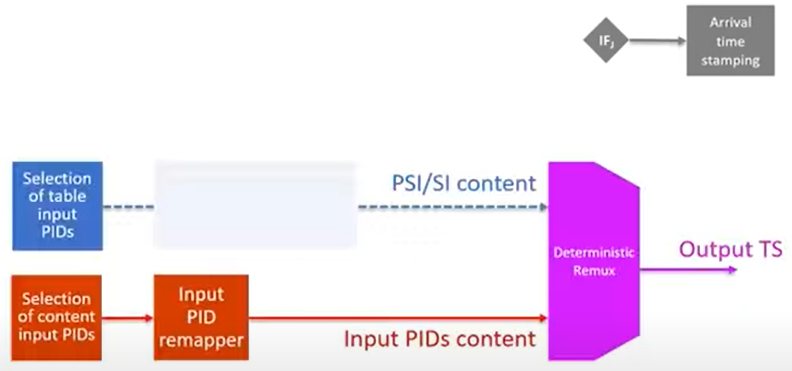 IFJ
Arrival
time
stamping
Selection
of table
input
PIDs
PSI/SI content
Deterministic
Remux
Output TS
Selection
of content
input PIDs
Input
PID
remapper
Input PIDs content